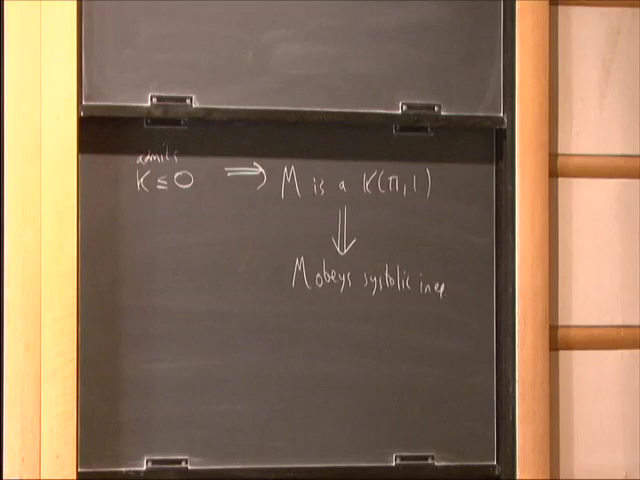 admits
K ≤ 0 ⟹ M is a K(π,1)
⇓
M obeys systolic ineq